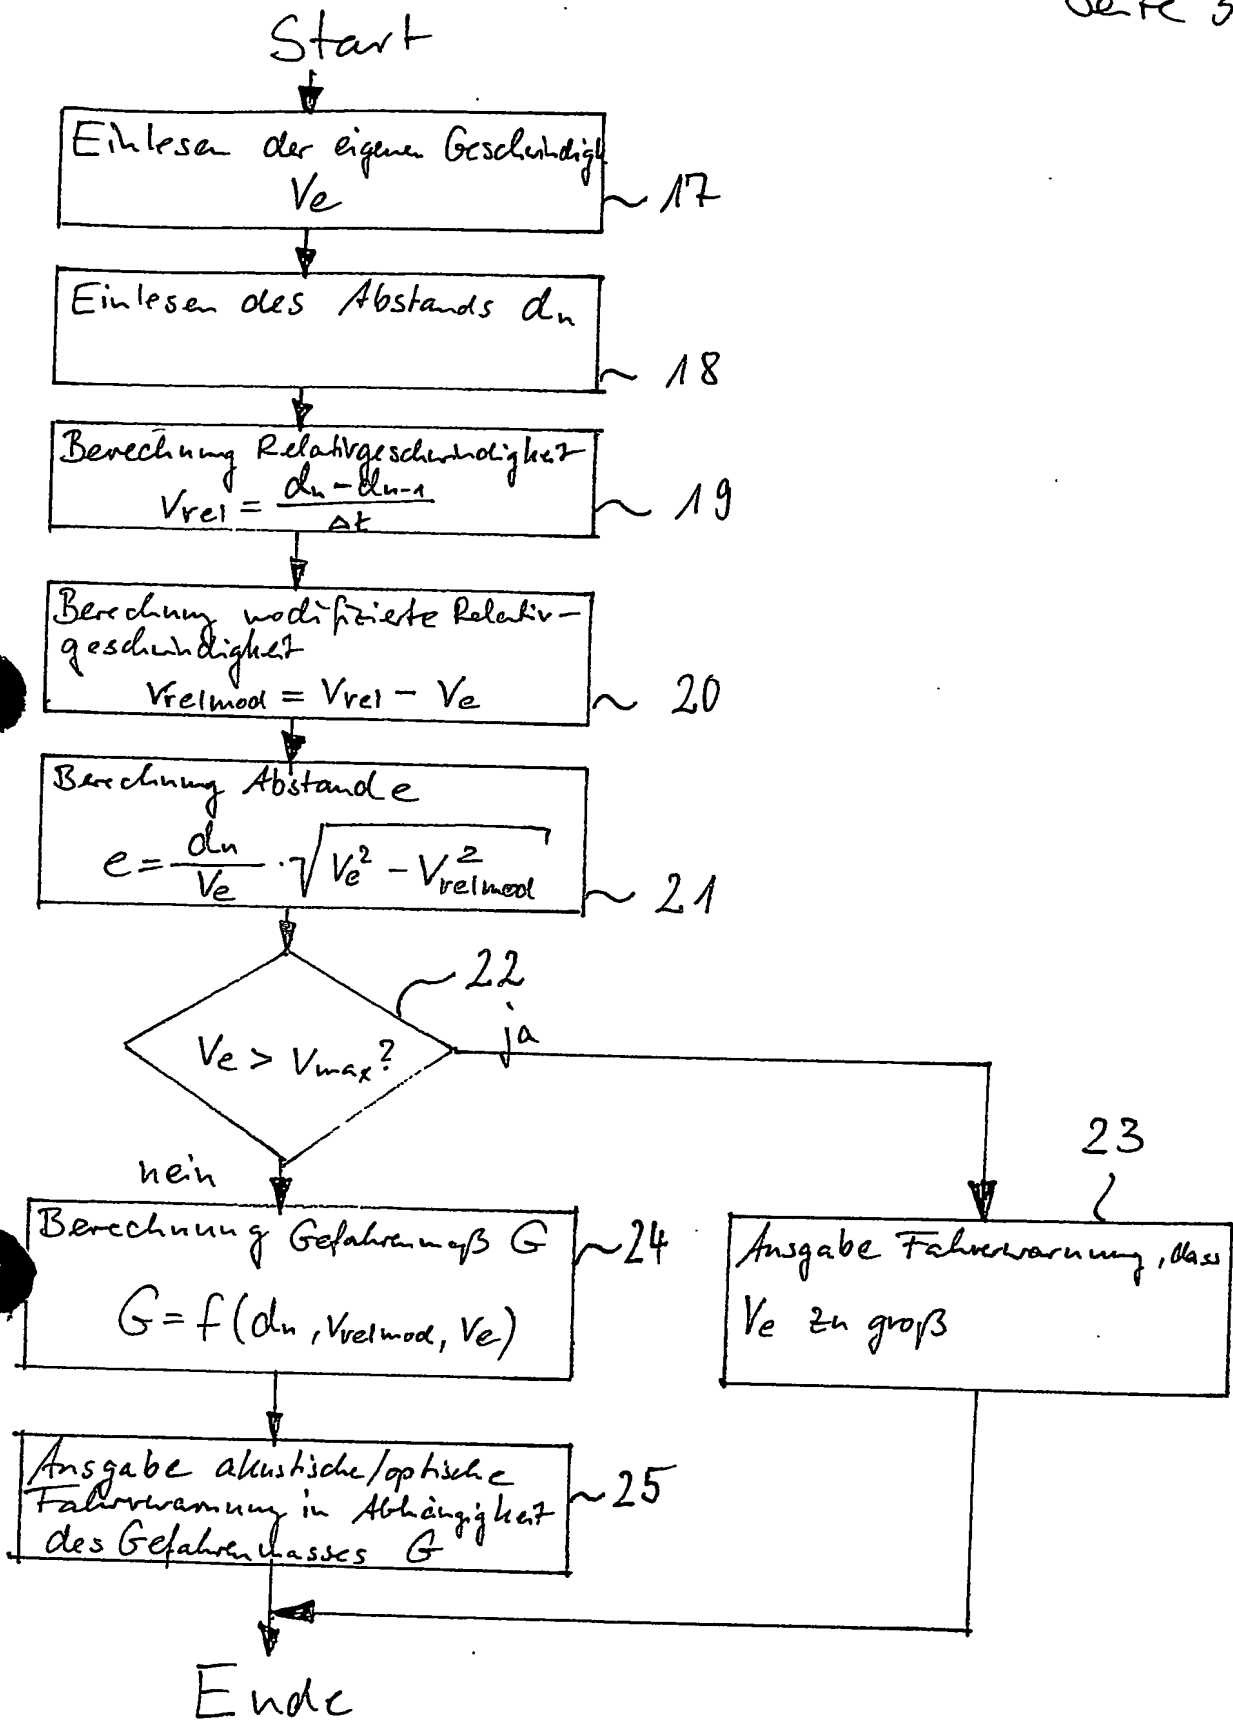 Seite 3
Start
Einlesen der eigenen Geschwindigk
Ve
17
Einlesen des Abstands dn
18
Berechnung Relativgeschwindigkeit
Vrel = (dn - dn-1) / Δt
19
Berechnung modifizierte Relativ-
geschwindigkeit
Vrelmod = Vrel - Ve
20
Berechnung Abstand e
e = dn / Ve · √(Ve² - V²relmod)
21
22
Ve > Vmax?
ja
nein
23
Berechnung Gefahrenmaß G
24
G = f(dn, Vrelmod, Ve)
Ausgabe Fahrerwarnung, dass
Ve zu groß
Ausgabe akustische/optische
Fahrerwarnung in Abhängigkeit
des Gefahrenmasses G
25
Ende